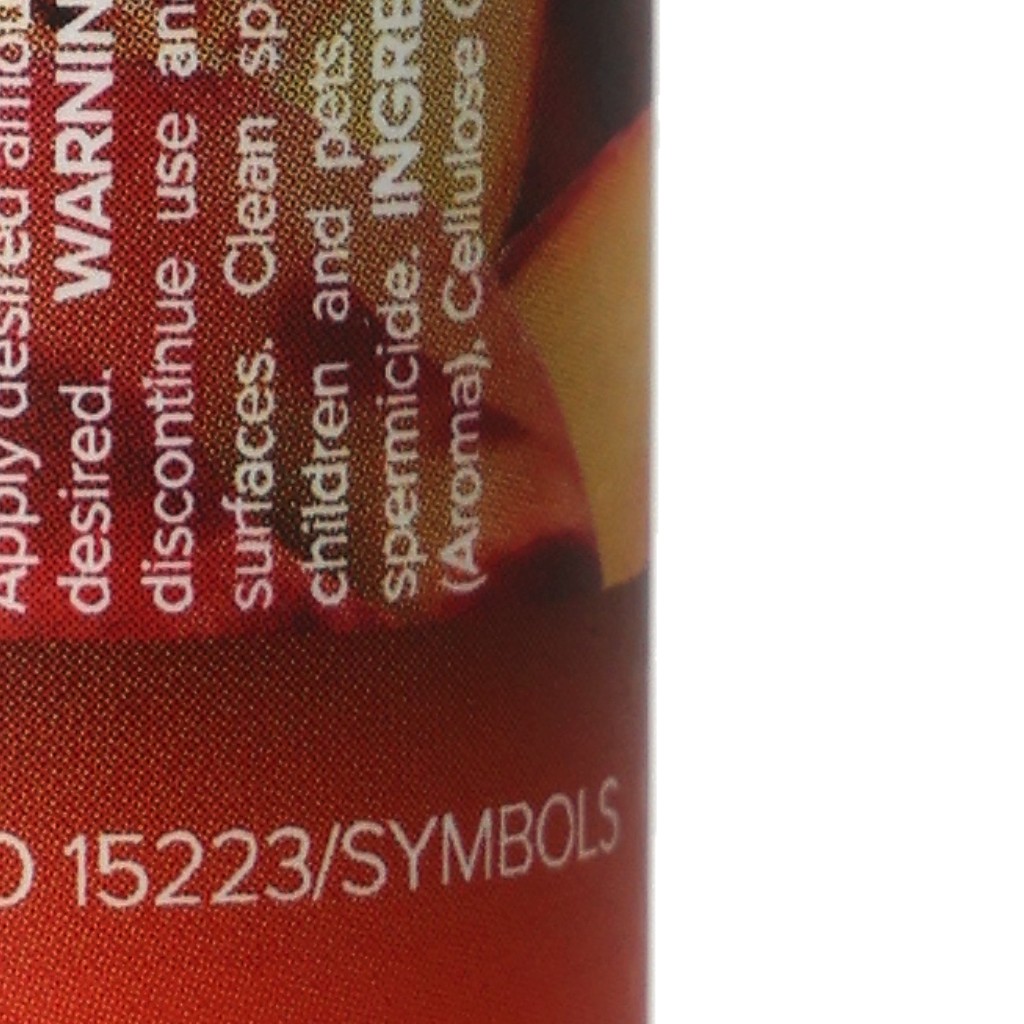 Apply desired
desired. WARNIN
discontinue use an
surfaces. Clean sp
children and pets.
spermicide. INGRE
(Aroma), Cellulose
15223/SYMBOLS